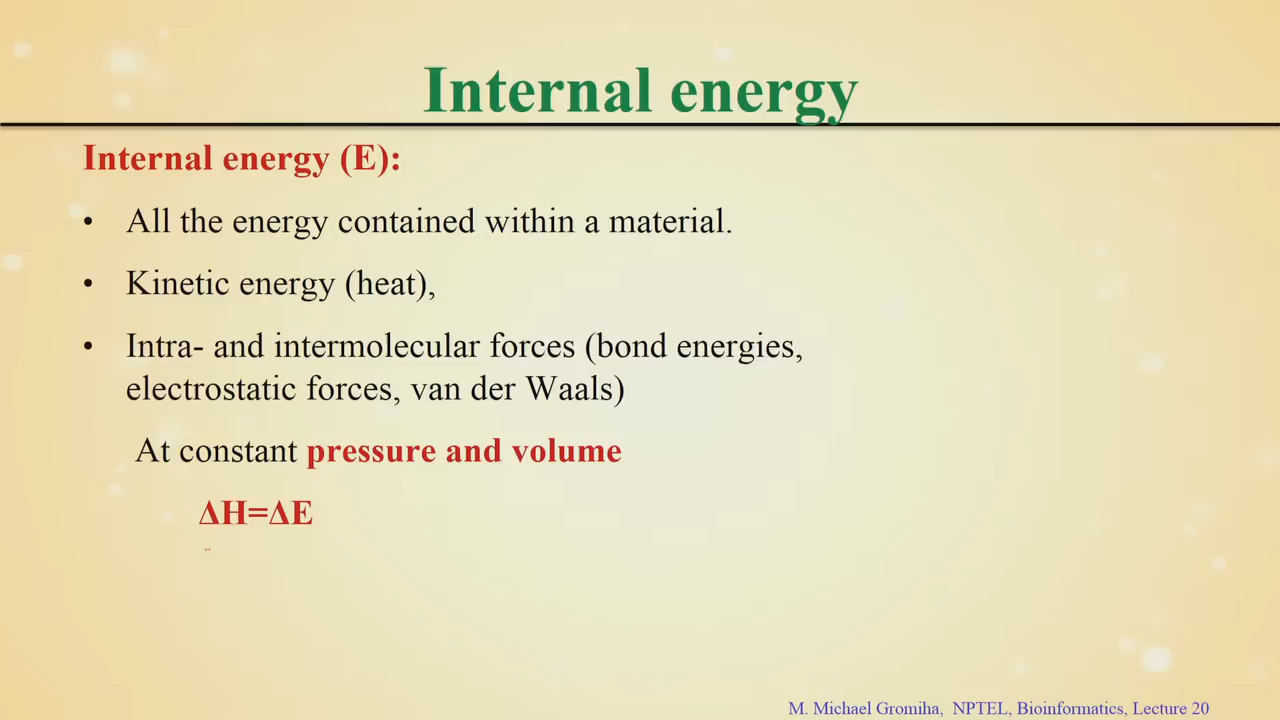 Internal energy
Internal energy (E):
• All the energy contained within a material.
• Kinetic energy (heat),
• Intra- and intermolecular forces (bond energies,
electrostatic forces, van der Waals)
At constant pressure and volume
ΔH=ΔE
M. Michael Gromiha, NPTEL, Bioinformatics, Lecture 20